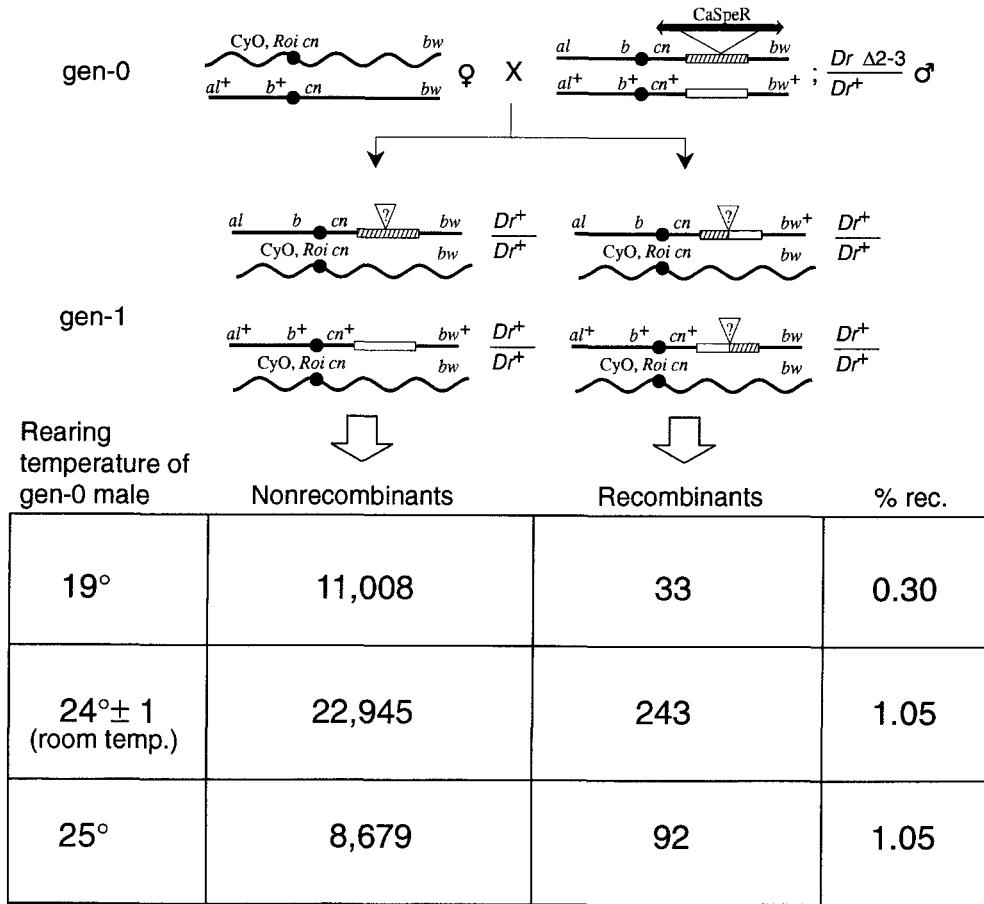 CaSpeR
CyO, Roi cn bw
al b cn bw
gen-0
♀ X
; Dr Δ2-3
Dr+
♂
al+ b+ cn bw
al+ b+ cn+ bw+
?
al b cn bw
Dr+
Dr+
CyO, Roi cn bw
?
al b cn bw+
Dr+
Dr+
CyO, Roi cn bw
gen-1
al+ b+ cn+ bw+
Dr+
Dr+
CyO, Roi cn bw
?
al+ b+ cn+ bw
Dr+
Dr+
CyO, Roi cn bw
Rearing
temperature of
gen-0 male
Nonrecombinants Recombinants % rec.
19° 11,008 33 0.30
24°± 1 22,945 243 1.05
(room temp.)
25° 8,679 92 1.05